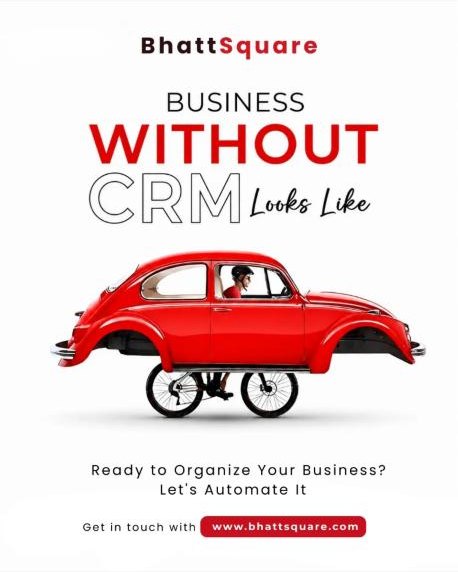 BhattSquare
BUSINESS
WITHOUT
CRM Looks Like
Ready to Organize Your Business?
Let's Automate It
Get in touch with www.bhattsquare.com